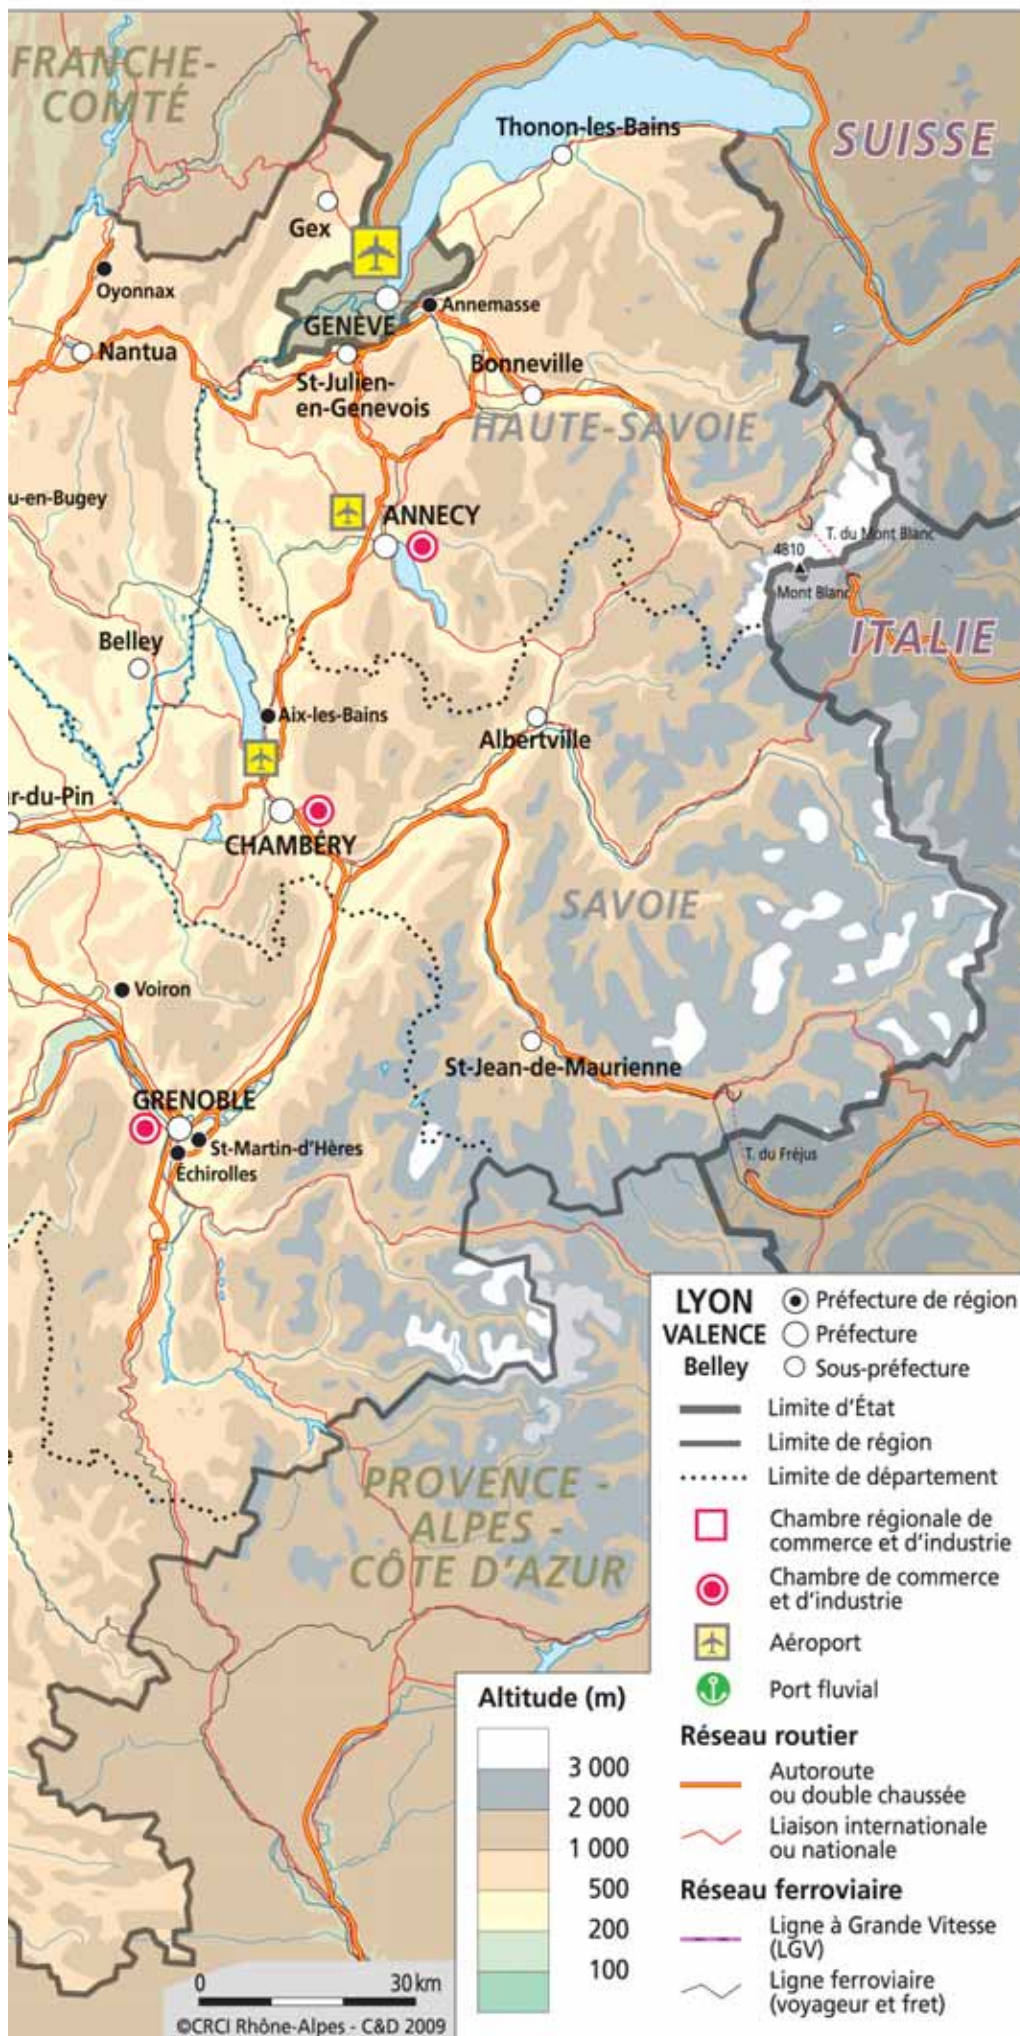 FRANCHE-
COMTÉ
SUISSE
Thonon-les-Bains
Gex
Oyonnax
GENÈVE
Annemasse
Nantua
St-Julien-
en-Genevois
Bonneville
HAUTE-SAVOIE
u-en-Bugey
ANNECY
T. du Mont Blanc
4810
Mont Blanc
ITALIE
Belley
Aix-les-Bains
Albertville
r-du-Pin
CHAMBÉRY
SAVOIE
Voiron
St-Jean-de-Maurienne
GRENOBLE
St-Martin-d'Hères
Échirolles
T. du Fréjus
PROVENCE -
ALPES -
CÔTE D'AZUR
LYON Préfecture de région
VALENCE Préfecture
Belley Sous-préfecture
Limite d'État
Limite de région
Limite de département
Chambre régionale de
commerce et d'industrie
Chambre de commerce
et d'industrie
Aéroport
Port fluvial
Réseau routier
Autoroute
ou double chaussée
Liaison internationale
ou nationale
Réseau ferroviaire
Ligne à Grande Vitesse
(LGV)
Ligne ferroviaire
(voyageur et fret)
Altitude (m)
3 000
2 000
1 000
500
200
100
0 30 km
©CRCI Rhône-Alpes - C&D 2009